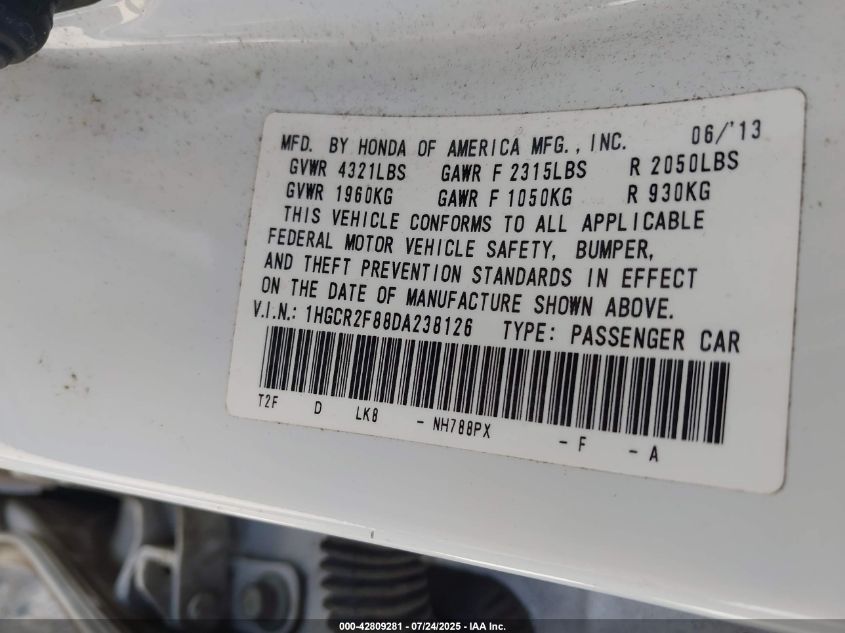 MFD. BY HONDA OF AMERICA MFG., INC. 06/'13
GVWR 4321LBS GAWR F 2315LBS R 2050LBS
GVWR 1960KG GAWR F 1050KG R 930KG
THIS VEHICLE CONFORMS TO ALL APPLICABLE
FEDERAL MOTOR VEHICLE SAFETY, BUMPER,
AND THEFT PREVENTION STANDARDS IN EFFECT
ON THE DATE OF MANUFACTURE SHOWN ABOVE.
V.I.N.: 1HGCR2F88DA238126 TYPE: PASSENGER CAR
T2F D LK8 - NH788PX - F - A
000-42809281 | 07/24/2025 - IAA Inc.